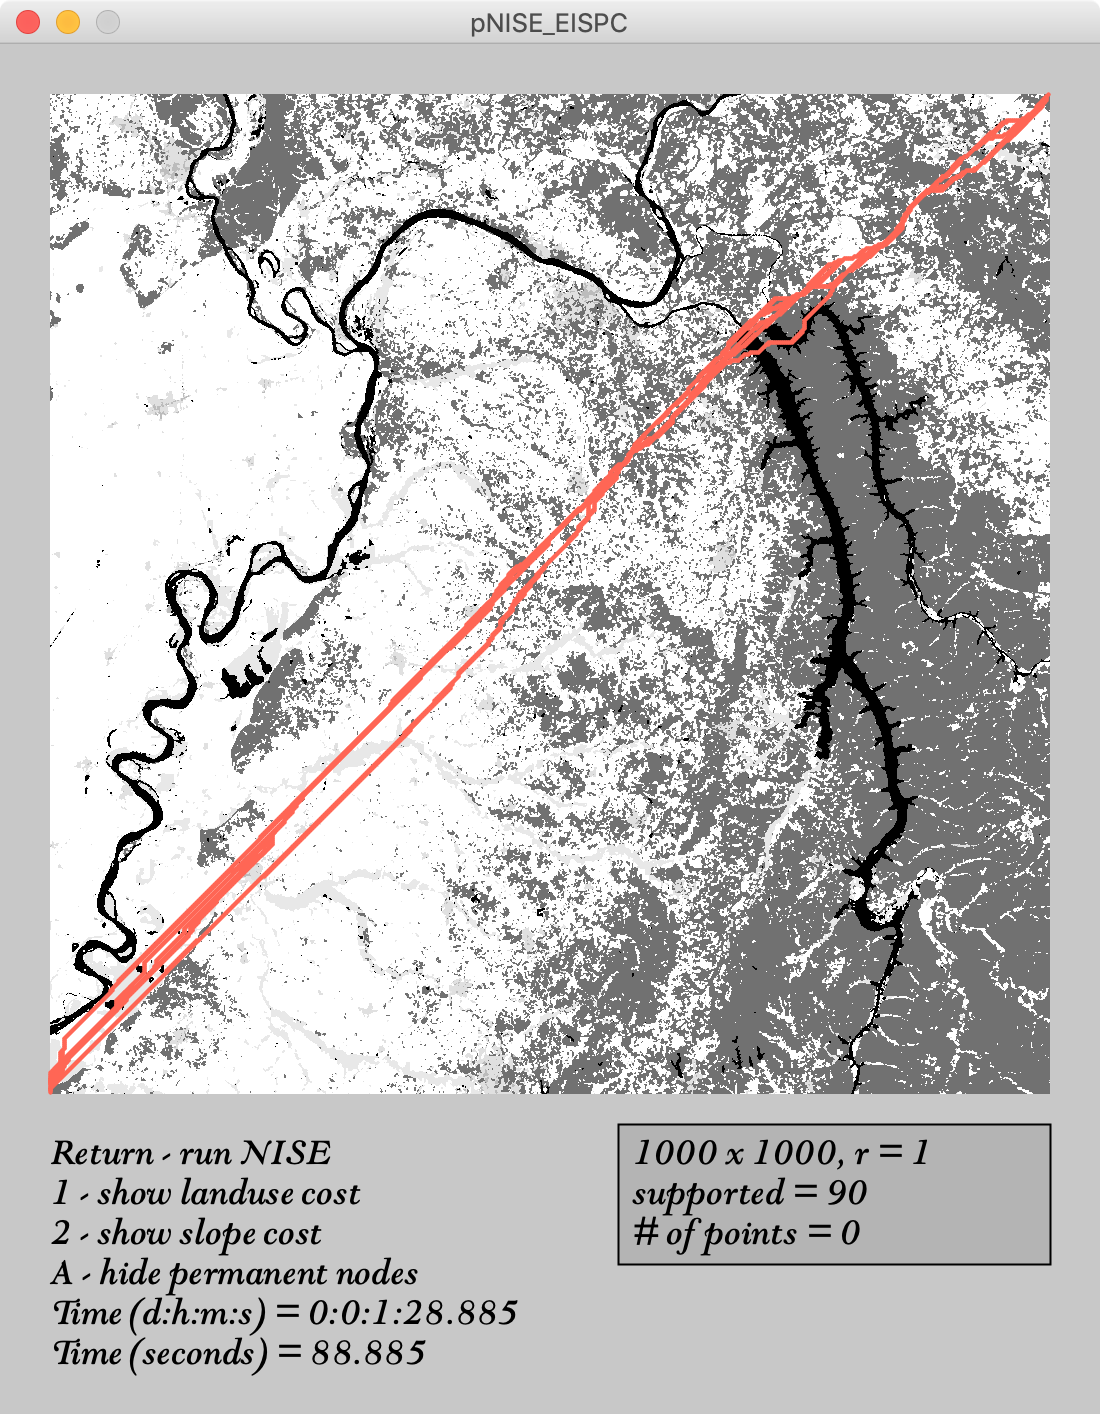 pNISE_EISPC
Return - run NISE
1 - show landuse cost
2 - show slope cost
A - hide permanent nodes
Time (d:h:m:s) = 0:0:1:28.885
Time (seconds) = 88.885
1000 x 1000, r = 1
supported = 90
# of points = 0